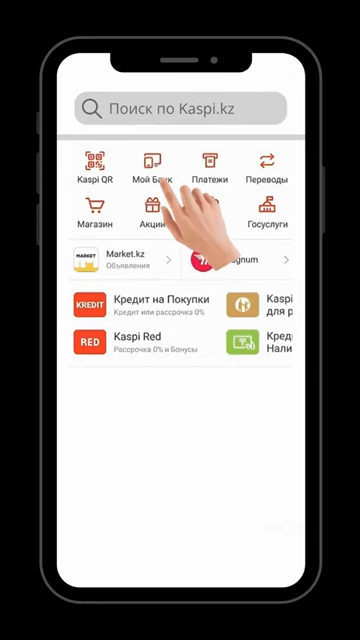 Поиск по Kaspi.kz
Kaspi QR
Мой Банк
Платежи
Переводы
Магазин
Акции
Госуслуги
MARKET
Market.kz
Объявления
KREDIT
Кредит на Покупки
Кредит или рассрочка 0%
Kaspi
для р
RED
Kaspi Red
Рассрочка 0% и Бонусы
Кред
Нали